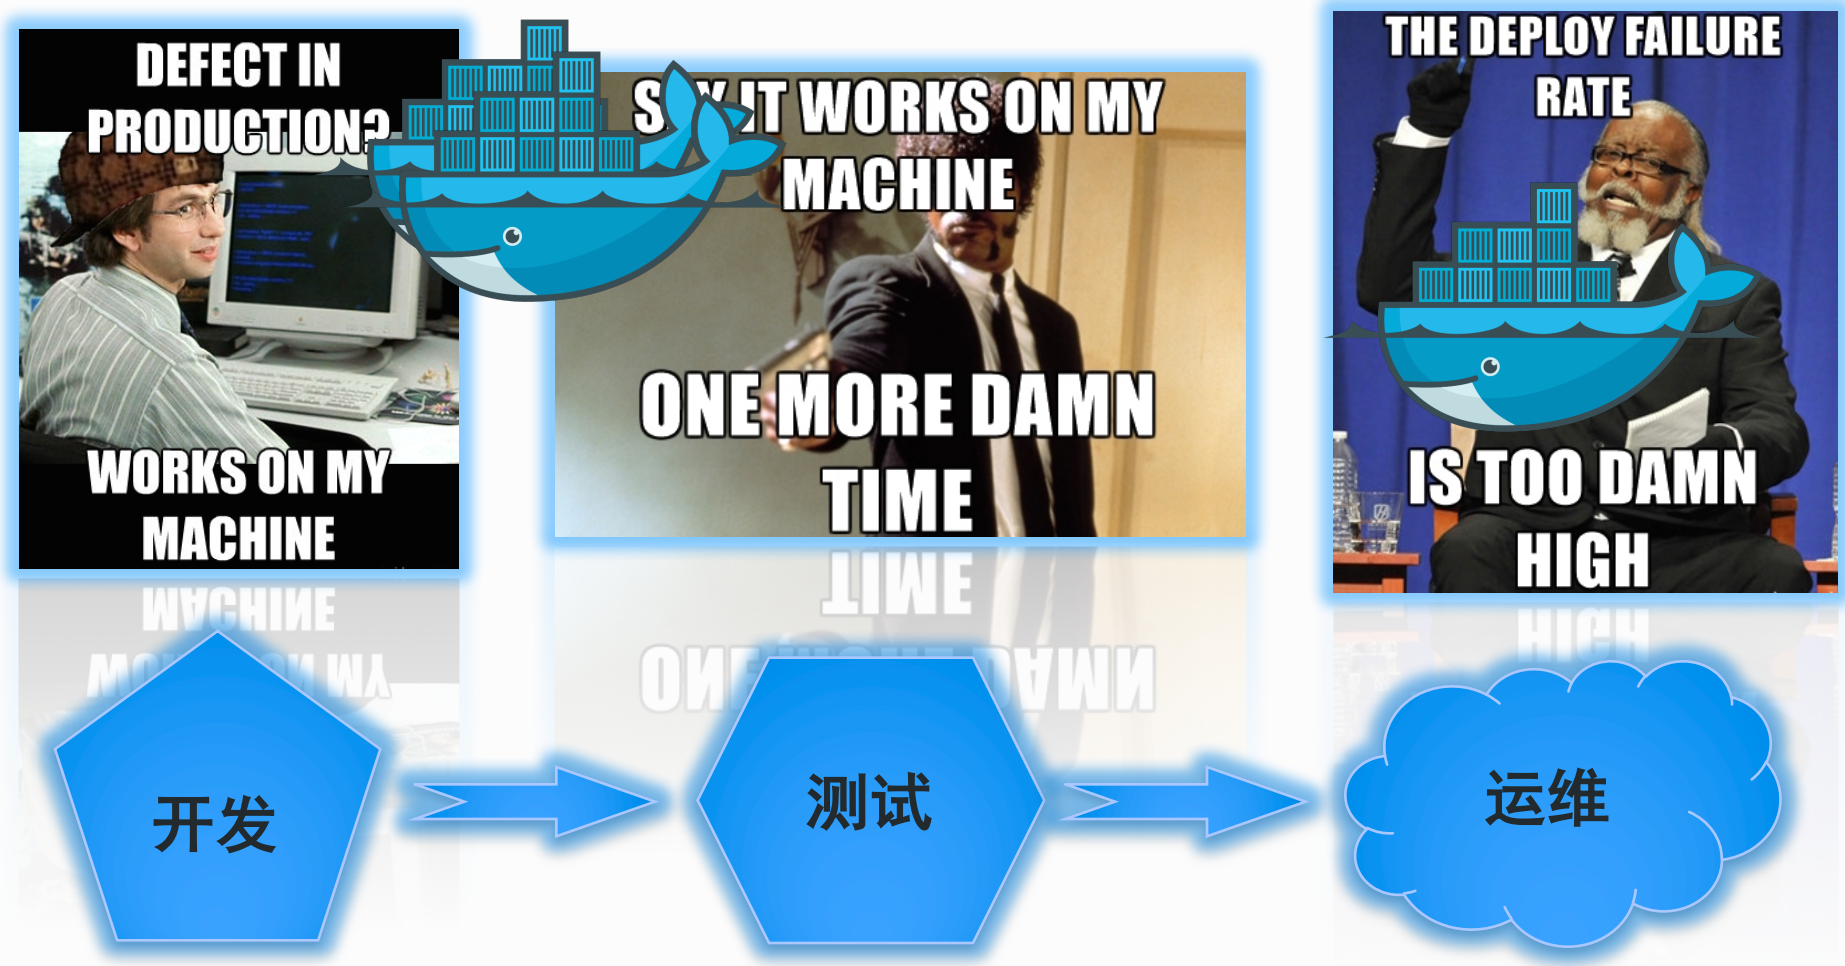 DEFECT IN
PRODUCTION?
WORKS ON MY
MACHINE
SAY IT WORKS ON MY
MACHINE
ONE MORE DAMN
TIME
THE DEPLOY FAILURE
RATE
IS TOO DAMN
HIGH
开发
测试
运维